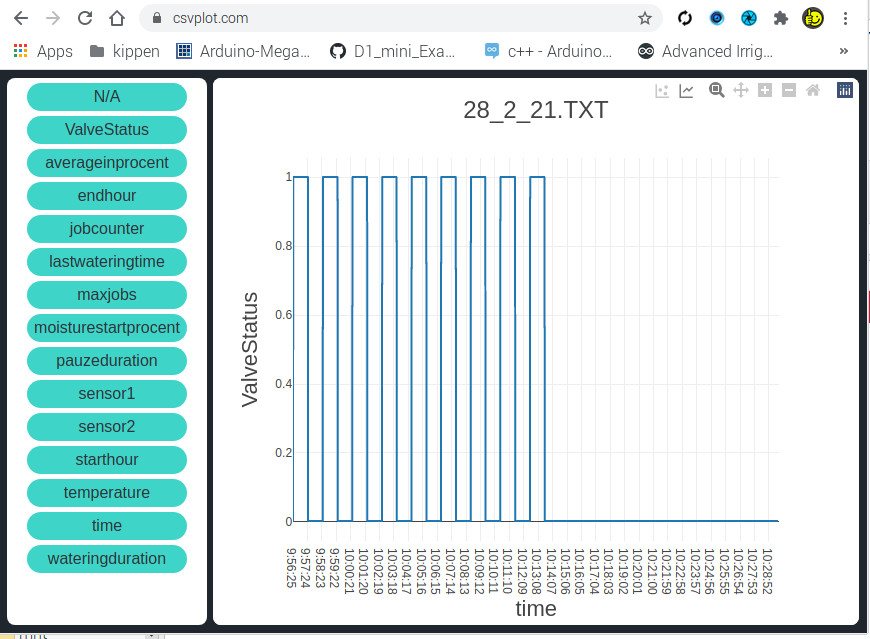 csvplot.com
Apps kippen Arduino-Mega... D1_mini_Exa... c++ - Arduino... Advanced Irrig... »
N/A
ValveStatus
averageinprocent
endhour
jobcounter
lastwateringtime
maxjobs
moisturestartprocent
pauzeduration
sensor1
sensor2
starthour
temperature
time
wateringduration
28_2_21.TXT
ValveStatus
1
0.8
0.6
0.4
0.2
0
9:56:25
9:57:24
9:58:23
9:59:22
10:00:21
10:01:20
10:02:19
10:03:18
10:04:17
10:05:16
10:06:15
10:07:14
10:08:13
10:09:12
10:10:11
10:11:10
10:12:09
10:13:08
10:14:07
10:15:06
10:16:05
10:17:04
10:18:03
10:19:02
10:20:01
10:21:00
10:21:59
10:22:58
10:23:57
10:24:56
10:25:55
10:26:54
10:27:53
10:28:52
time